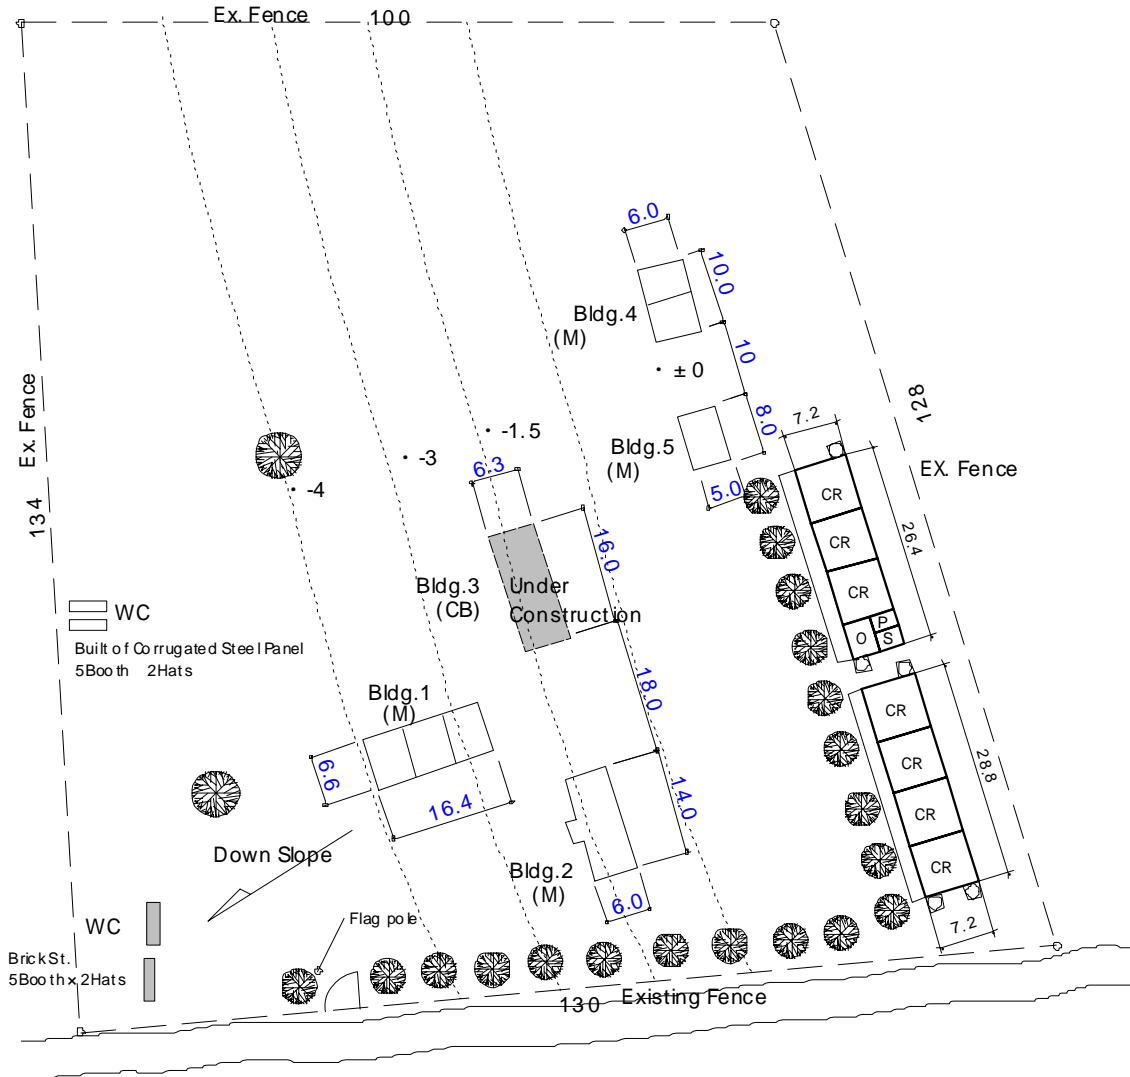 Ex. Fence
100
6.0
10.0
Bldg.4
(M)
10
± 0
128
Ex. Fence
134
-1.5
-3
-4
6.3
8.0
Bldg.5
(M)
5.0
7.2
EX. Fence
CR
CR
CR
P
O
S
26.4
16.0
Bldg.3
(CB)
Under
Construction
WC
Built of Corrugated Steel Panel
5Booth 2Hats
18.0
Bldg.1
(M)
6.6
16.4
CR
CR
CR
CR
28.8
7.2
14.0
Down Slope
Bldg.2
(M)
6.0
WC
Flag pole
Brick St.
5Booth x 2Hats
130
Existing Fence